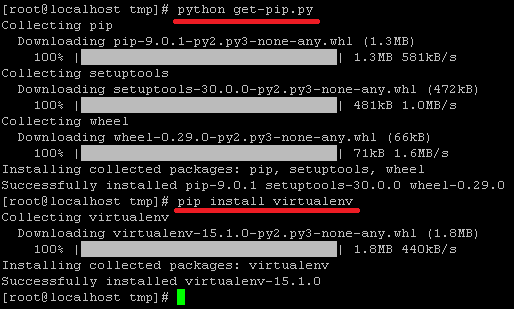 [root@localhost tmp]# python get-pip.py
Collecting pip
  Downloading pip-9.0.1-py2.py3-none-any.whl (1.3MB)
    100% || 1.3MB 581kB/s
Collecting setuptools
  Downloading setuptools-30.0.0-py2.py3-none-any.whl (472kB)
    100% || 481kB 1.0MB/s
Collecting wheel
  Downloading wheel-0.29.0-py2.py3-none-any.whl (66kB)
    100% || 71kB 1.6MB/s
Installing collected packages: pip, setuptools, wheel
Successfully installed pip-9.0.1 setuptools-30.0.0 wheel-0.29.0
[root@localhost tmp]# pip install virtualenv
Collecting virtualenv
  Downloading virtualenv-15.1.0-py2.py3-none-any.whl (1.8MB)
    100% || 1.8MB 440kB/s
Installing collected packages: virtualenv
Successfully installed virtualenv-15.1.0
[root@localhost tmp]#